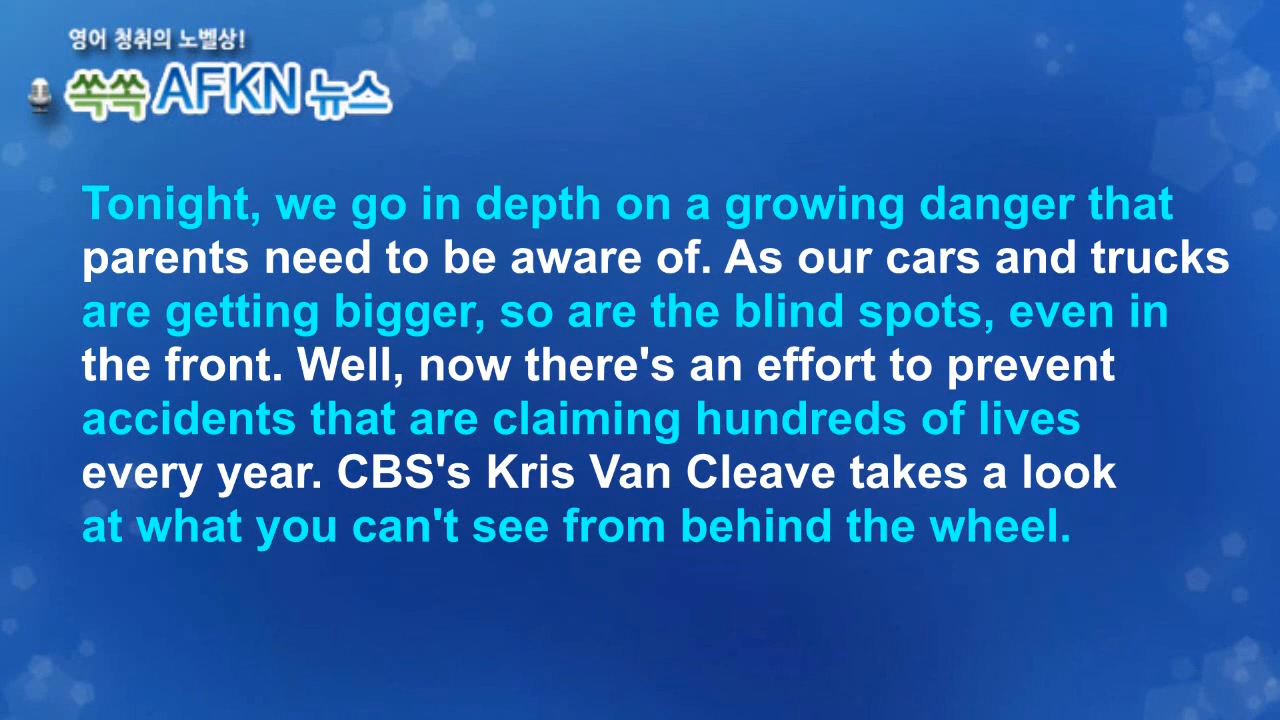 영어 청취의 노벨상!
쏙쏙 AFKN 뉴스
Tonight, we go in depth on a growing danger that
parents need to be aware of. As our cars and trucks
are getting bigger, so are the blind spots, even in
the front. Well, now there's an effort to prevent
accidents that are claiming hundreds of lives
every year. CBS's Kris Van Cleave takes a look
at what you can't see from behind the wheel.